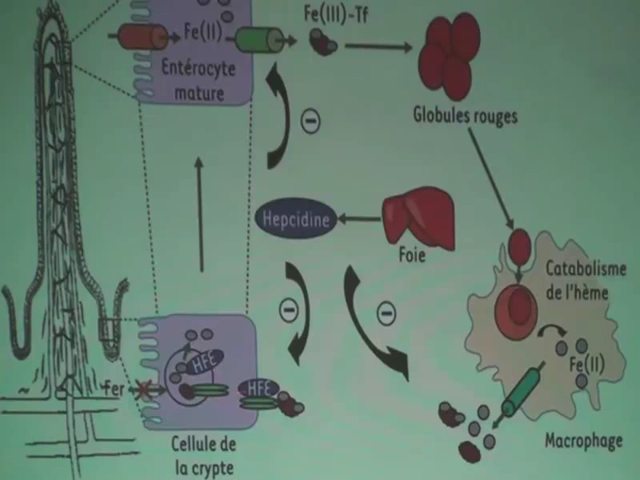 Fe(III)-Tf
Fe(II)
Entérocyte
mature
Globules rouges
Hepcidine
Foie
Catabolisme
de l'hème
Fe(II)
HFE
Fer
HFE
Macrophage
Cellule de
la crypte